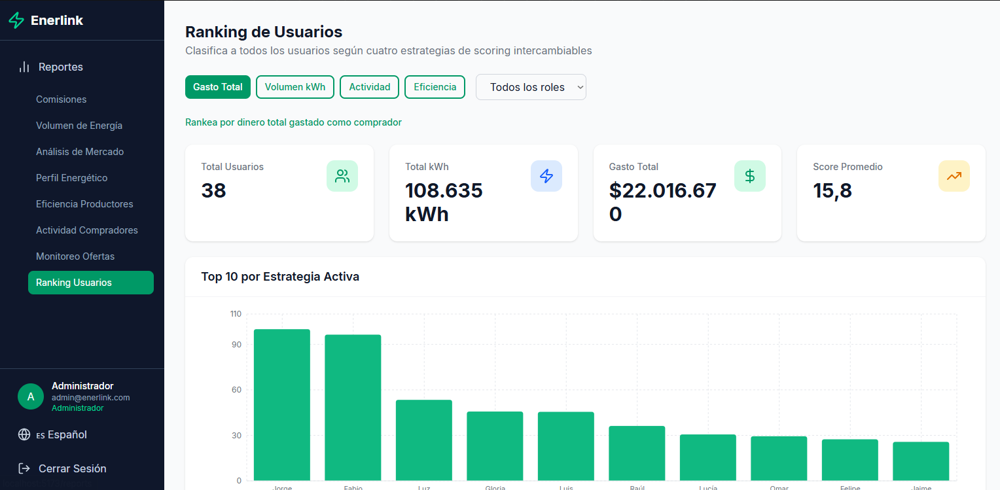 Enerlink
Reportes
Comisiones
Volumen de Energía
Análisis de Mercado
Perfil Energético
Eficiencia Productores
Actividad Compradores
Monitoreo Ofertas
Ranking Usuarios
A
Administrador
admin@enerlink.com
Administrador
ES Español
Cerrar Sesión
Ranking de Usuarios
Clasifica a todos los usuarios según cuatro estrategias de scoring intercambiables
Gasto Total
Volumen kWh
Actividad
Eficiencia
Todos los roles
Rankea por dinero total gastado como comprador
Total Usuarios
38
Total kWh
108.635
kWh
Gasto Total
$22.016.67
0
Score Promedio
15,8
Top 10 por Estrategia Activa
110
90
60
30
0
Jorge
Fabio
Luz
Gloria
Luis
Raúl
Lucía
Omar
Felipe
Jaime